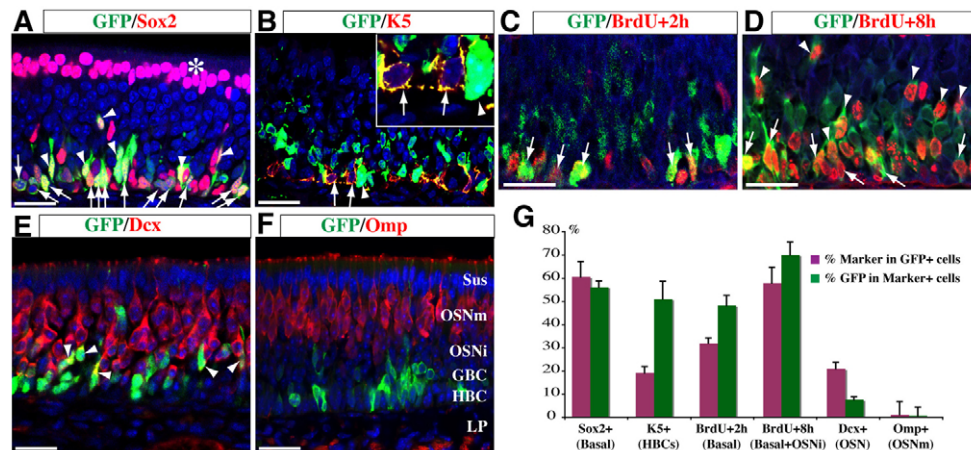 A GFP/Sox2
B GFP/K5
C GFP/BrdU+2h
D GFP/BrdU+8h
*
E GFP/Dcx
F GFP/Omp
Sus
OSNm
OSNi
GBC
HBC
LP
G
%
80
70
60
50
40
30
20
10
0
% Marker in GFP+ cells
% GFP in Marker+ cells
Sox2+ K5+ BrdU+2h BrdU+8h Dcx+ Omp+
(Basal) (HBCs) (Basal) (Basal+OSNi) (OSN) (OSNm)